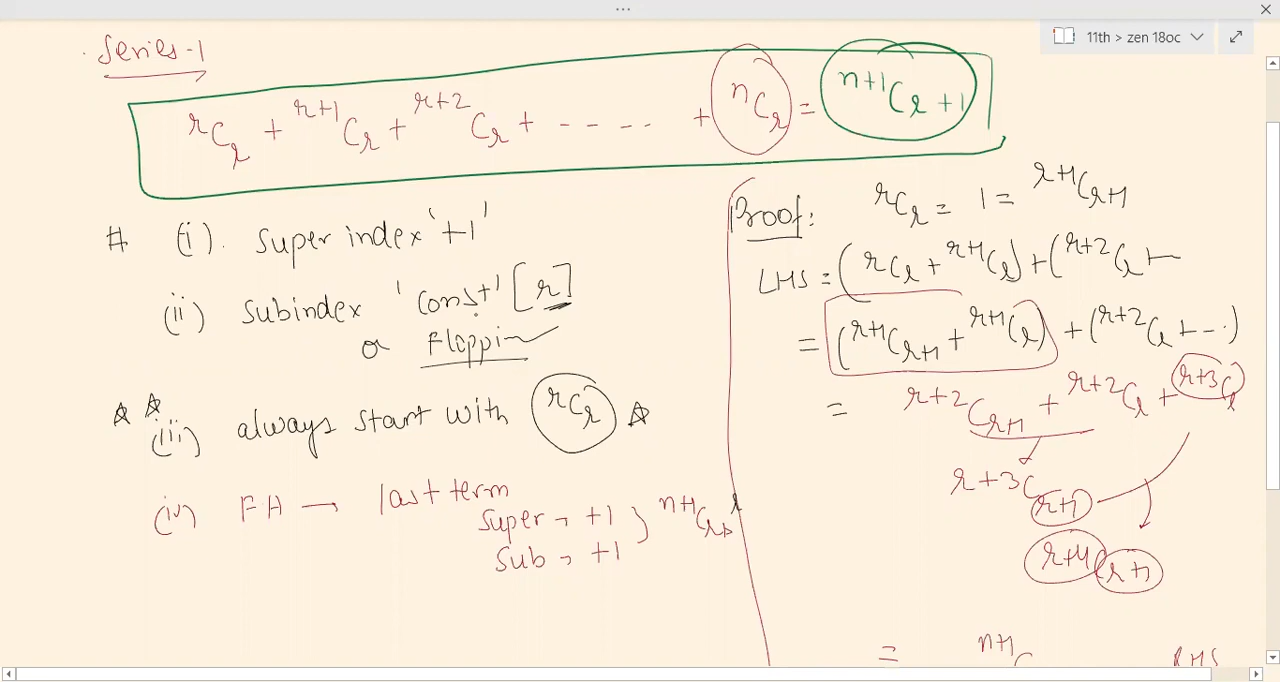 11th > zen 18oc
Series-1
ʳCᵣ + ʳ⁺¹Cᵣ + ʳ⁺²Cᵣ + - - - - . + ⁿCᵣ = ⁿ⁺¹Cᵣ₊₁
# (i). Super index '+1'
(ii) Subindex 'Const' [r]
or Flippin
(iii) always start with ʳCᵣ
(iv) FH → last term
Super → +1 } ⁿ⁺¹Cᵣ₊₁
Sub → +1
Proof: ʳCᵣ = 1 = ʳ⁺¹Cᵣ₊₁
LHS = (ʳCᵣ + ʳ⁺¹Cᵣ) + (ʳ⁺²Cᵣ +
= (ʳ⁺¹Cᵣ₊₁ + ʳ⁺¹Cᵣ) + (ʳ⁺²Cᵣ + - - )
= ʳ⁺²Cᵣ₊₁ + ʳ⁺²Cᵣ + ʳ⁺³Cᵣ
ʳ⁺³Cᵣ₊₁
ʳ⁺⁴Cᵣ₊₁
= ⁿ⁺¹C RHS